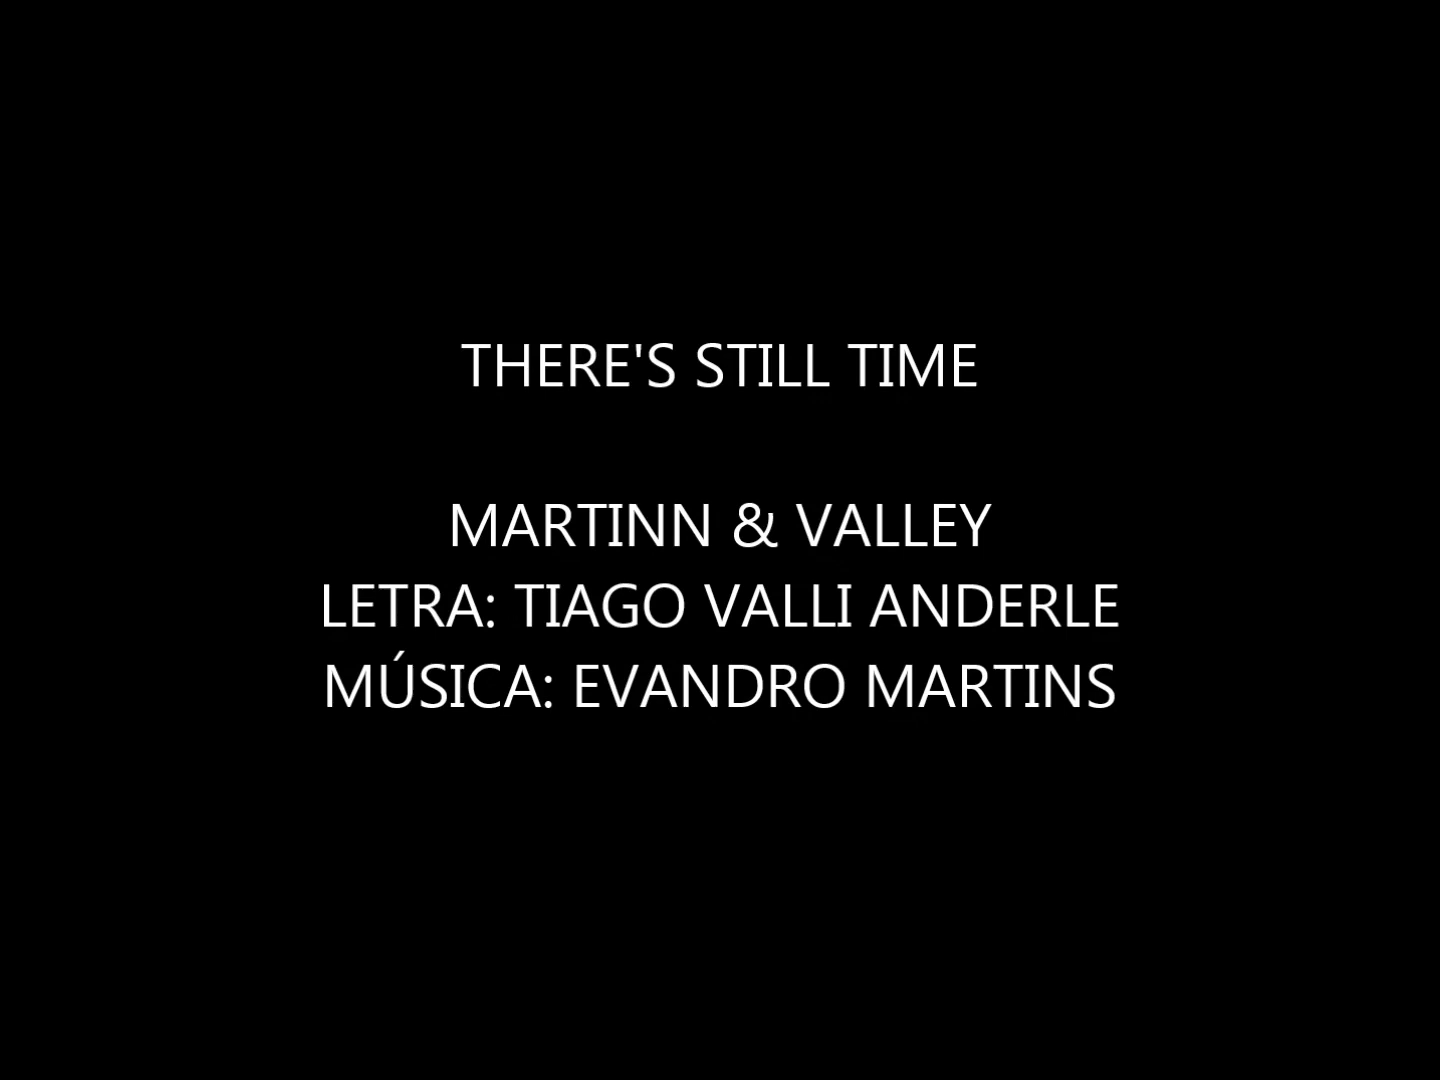 THERE'S STILL TIME
MARTINN & VALLEY
LETRA: TIAGO VALLI ANDERLE
MÚSICA: EVANDRO MARTINS